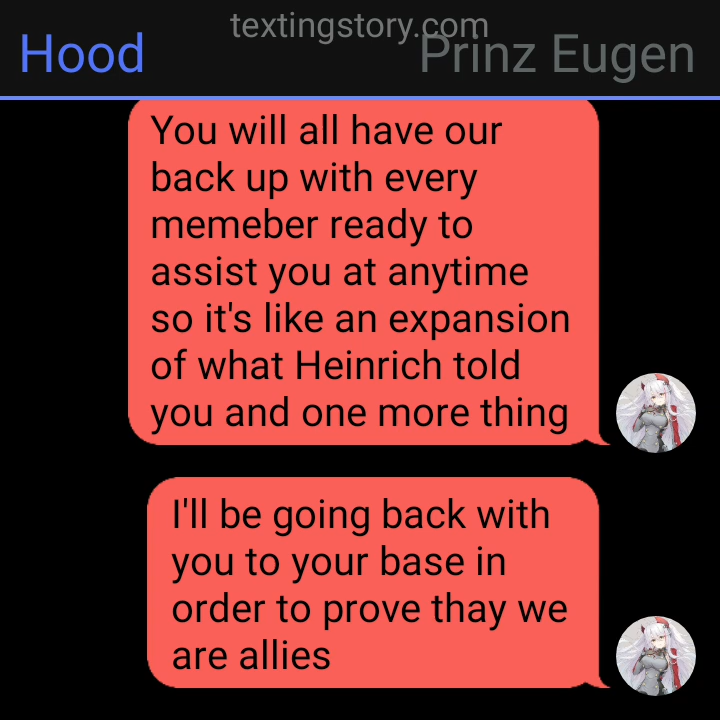 textingstory.com
Hood
Prinz Eugen
You will all have our
back up with every
memeber ready to
assist you at anytime
so it's like an expansion
of what Heinrich told
you and one more thing
I'll be going back with
you to your base in
order to prove thay we
are allies